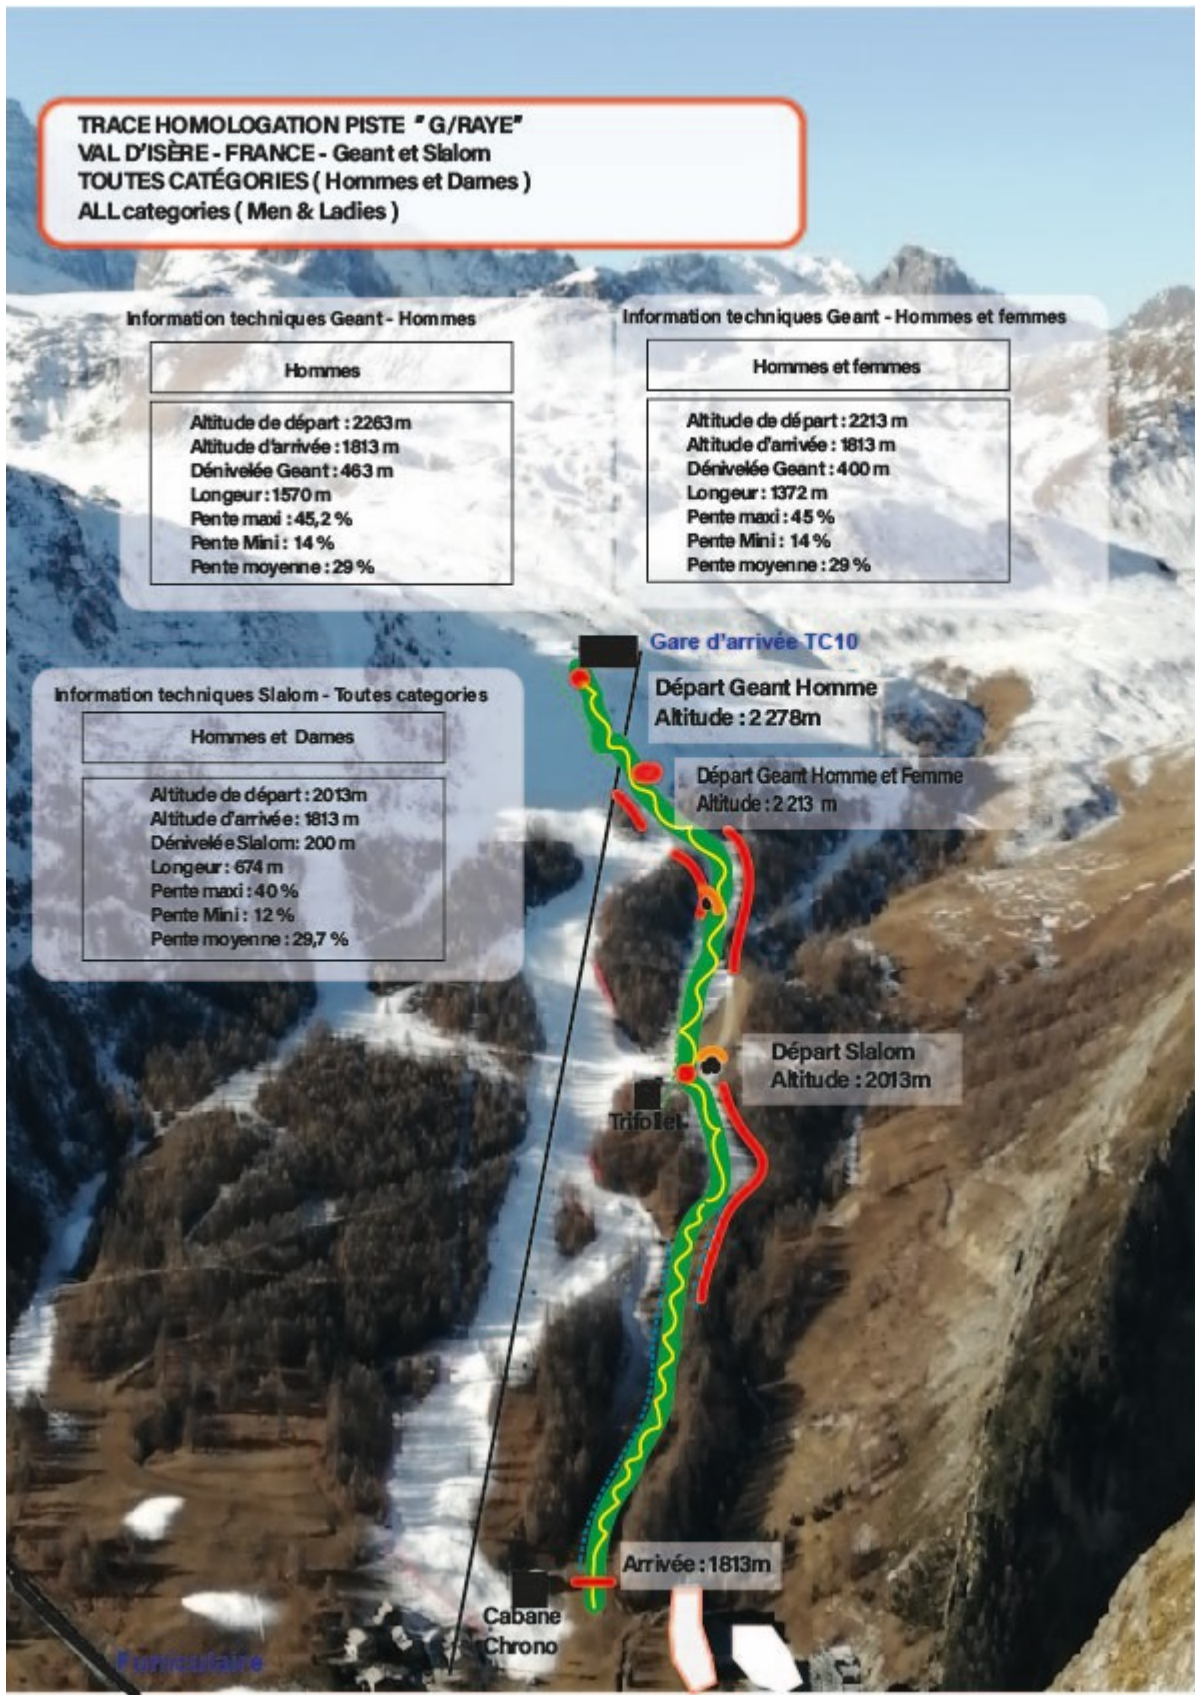 TRACE HOMOLOGATION PISTE " G/RAYE"
VAL D'ISÈRE - FRANCE - Geant et Slalom
TOUTES CATÉGORIES ( Hommes et Dames )
ALL categories ( Men & Ladies )
Information techniques Geant - Hommes
Hommes
Altitude de départ : 2263 m
Altitude d'arrivée : 1813 m
Dénivelée Geant : 463 m
Longeur : 1570 m
Pente maxi : 45,2 %
Pente Mini : 14 %
Pente moyenne : 29 %
Information techniques Geant - Hommes et femmes
Hommes et femmes
Altitude de départ : 2213 m
Altitude d'arrivée : 1813 m
Dénivelée Geant : 400 m
Longeur : 1372 m
Pente maxi : 45 %
Pente Mini : 14 %
Pente moyenne : 29 %
Information techniques Slalom - Toutes categories
Hommes et Dames
Altitude de départ : 2013m
Altitude d'arrivée : 1813 m
Dénivelée Slalom: 200 m
Longeur : 674 m
Pente maxi : 40 %
Pente Mini : 12 %
Pente moyenne : 29,7 %
Gare d'arrivée TC10
Départ Geant Homme
Altitude : 2 278m
Départ Geant Homme et Femme
Altitude : 2 213 m
Départ Slalom
Altitude : 2013m
Trifollet
Arrivée : 1813m
Cabane
Chrono
Funiculaire